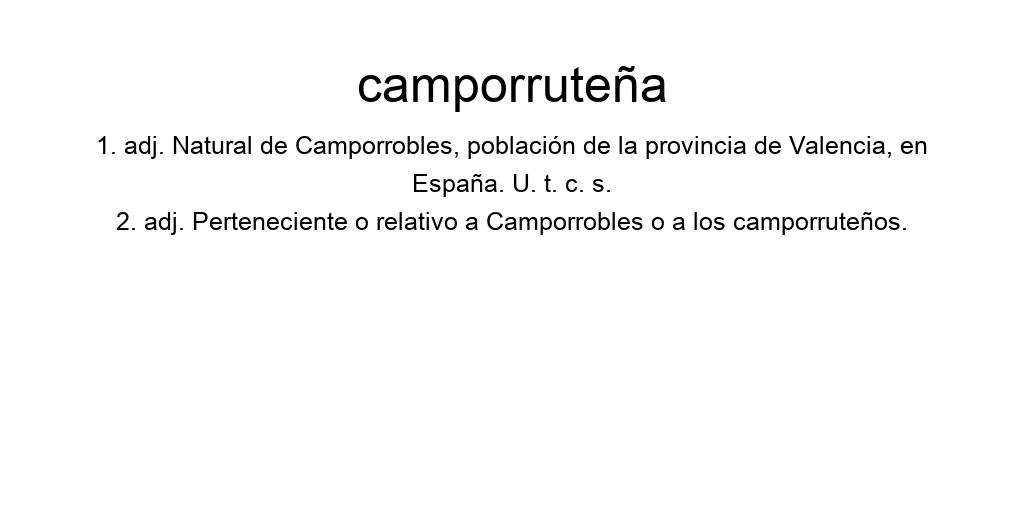 camporruteña
1. adj. Natural de Camporrobles, población de la provincia de Valencia, en
España. U. t. c. s.
2. adj. Perteneciente o relativo a Camporrobles o a los camporruteños.